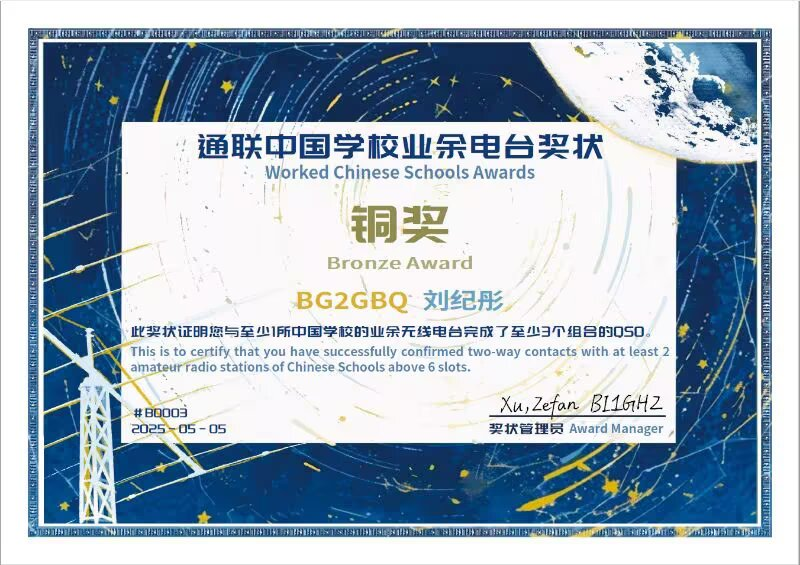 通联中国学校业余电台奖状
Worked Chinese Schools Awards
铜奖
Bronze Award
BG2GBQ 刘纪彤
此奖状证明您与至少1所中国学校的业余无线电台完成了至少3个组合的QSO。
This is to certify that you have successfully confirmed two-way contacts with at least 2
amateur radio stations of Chinese Schools above 6 slots.
#B0003
2025-05-05
Xu,Zefan BI1GHZ
奖状管理员 Award Manager